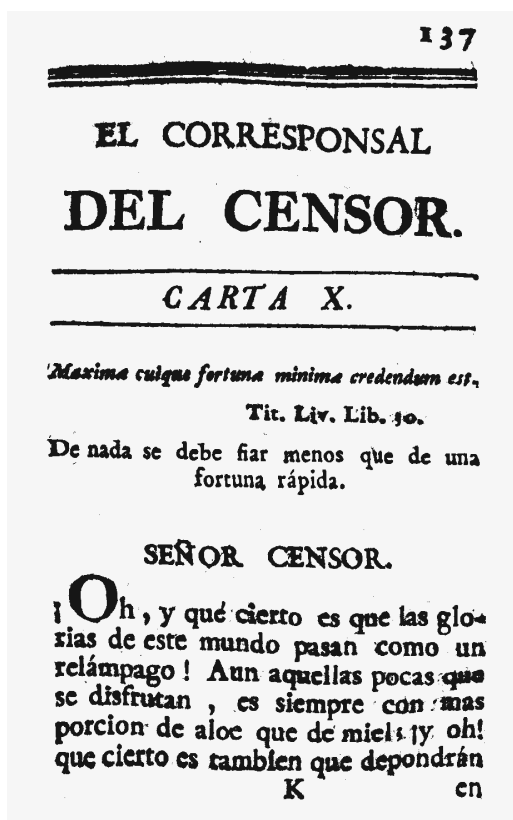 137
EL CORRESPONSAL
DEL CENSOR.
CARTA X.
Maxima cuique fortuna minima credendum est.
Tit. Liv. Lib. 30.
De nada se debe fiar menos que de una
fortuna rápida.
SEÑOR CENSOR.
¡Oh, y qué cierto es que las glo-
rias de este mundo pasan como un
relámpago! Aun aquellas pocas que
se disfrutan, es siempre con mas
porcion de aloe que de miel: ¡y oh!
que cierto es tambien que depondrán
K en